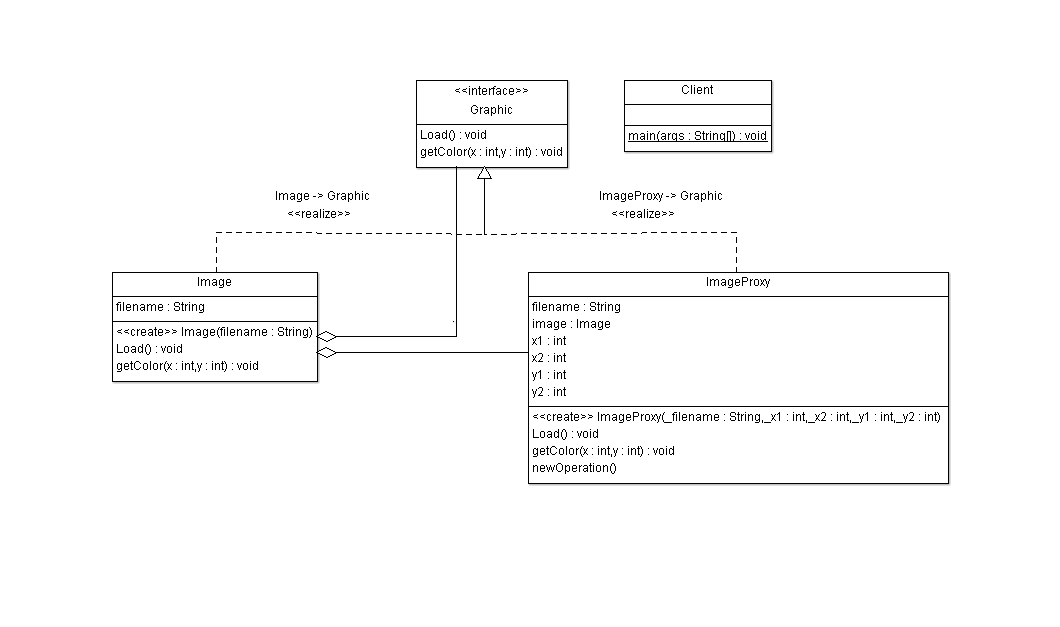 <<interface>>
Graphic
Load() : void
getColor(x : int,y : int) : void
Client
main(args : String[]) : void
Image -> Graphic
<<realize>>
ImageProxy -> Graphic
<<realize>>
Image
filename : String
<<create>> Image(filename : String)
Load() : void
getColor(x : int,y : int) : void
ImageProxy
filename : String
image : Image
x1 : int
x2 : int
y1 : int
y2 : int
<<create>> ImageProxy(_filename : String,_x1 : int,_x2 : int,_y1 : int,_y2 : int)
Load() : void
getColor(x : int,y : int) : void
newOperation()